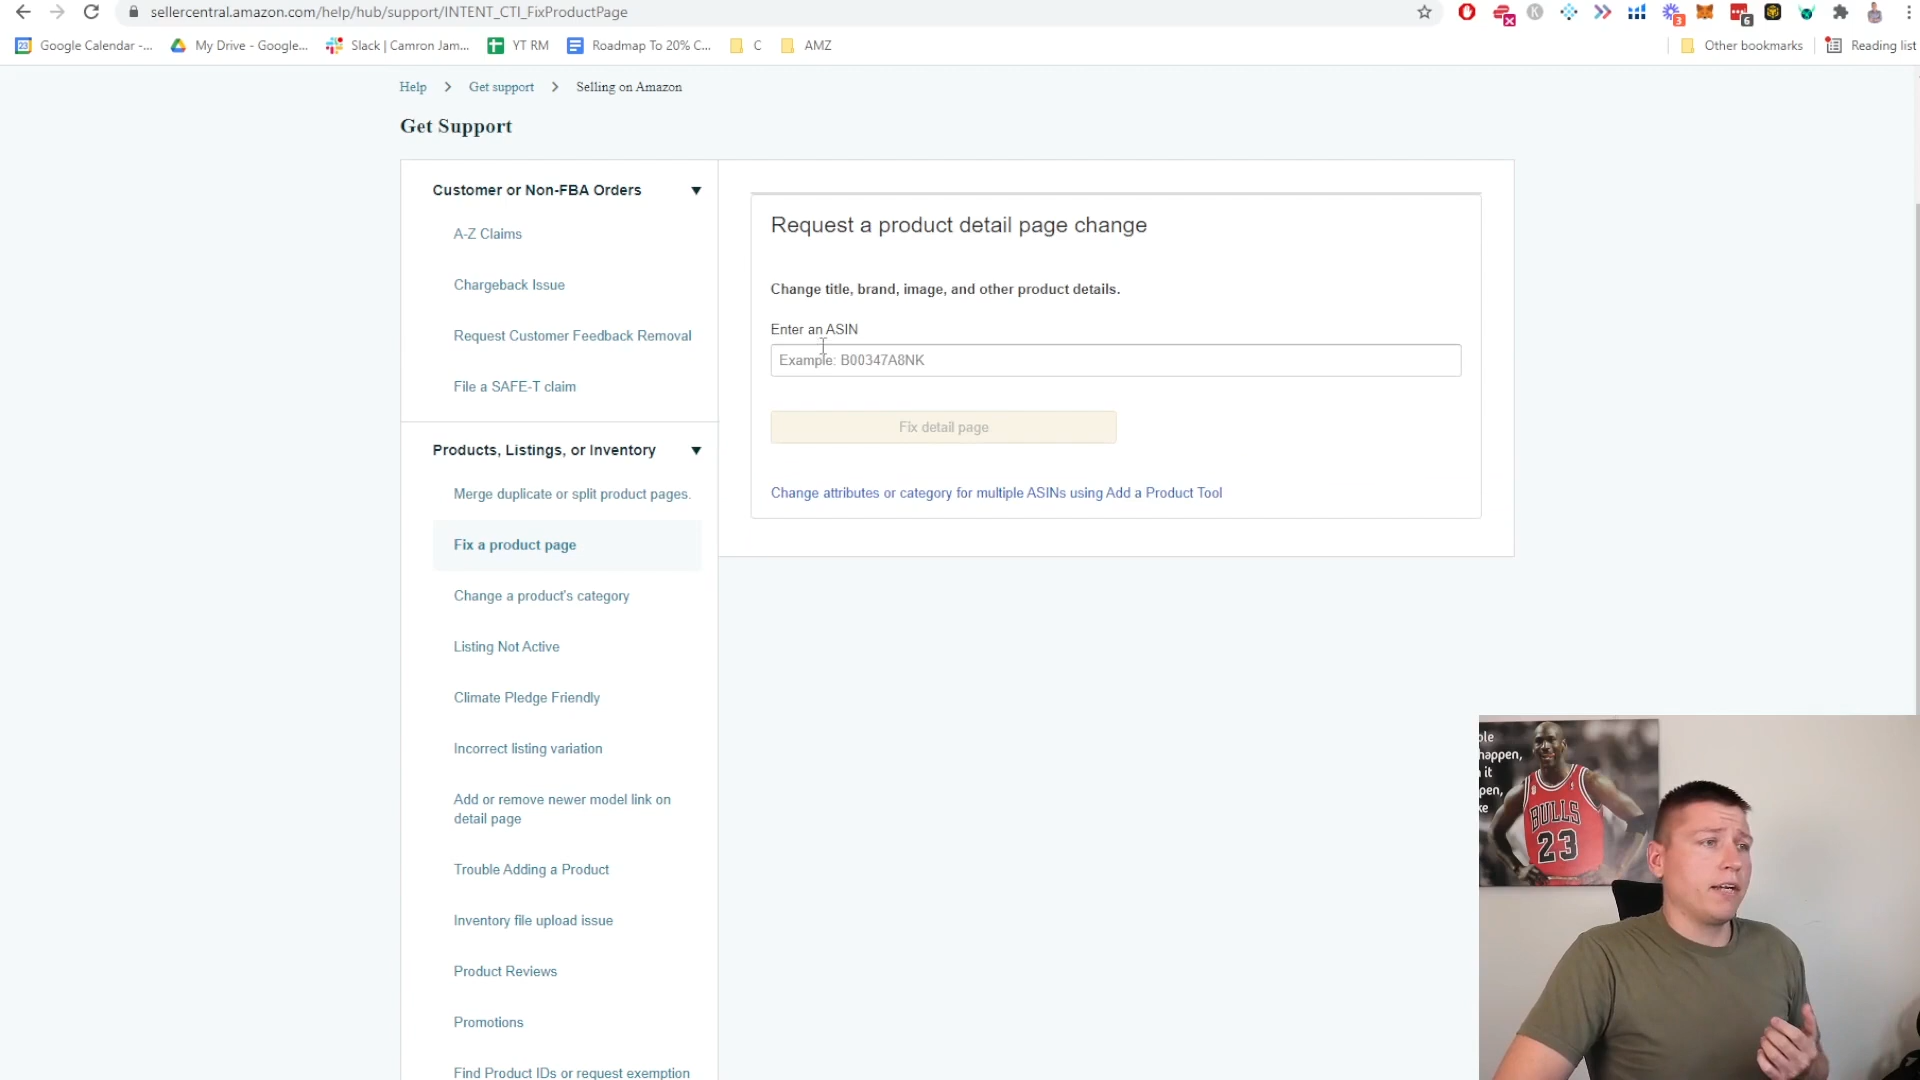 sellercentral.amazon.com/help/hub/support/INTENT_CTI_FixProductPage
3
6
23
Google Calendar -...
My Drive - Google...
Slack | Camron Jam...
YT RM
Roadmap To 20% C...
C
AMZ
Other bookmarks
Reading list
Help > Get support > Selling on Amazon
Get Support
Customer or Non-FBA Orders
A-Z Claims
Chargeback Issue
Request Customer Feedback Removal
File a SAFE-T claim
Products, Listings, or Inventory
Merge duplicate or split product pages.
Fix a product page
Change a product's category
Listing Not Active
Climate Pledge Friendly
Incorrect listing variation
Add or remove newer model link on
detail page
Trouble Adding a Product
Inventory file upload issue
Product Reviews
Promotions
Find Product IDs or request exemption
Request a product detail page change
Change title, brand, image, and other product details.
Enter an ASIN
Example: B00347A8NK
Fix detail page
Change attributes or category for multiple ASINs using Add a Product Tool
happen,
it
BULLS
23